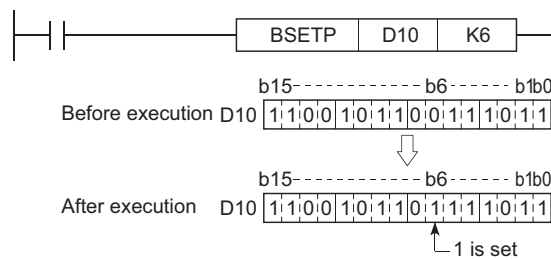 BSETP D10 K6
b15 b6 b1b0
Before execution D10 1 1 0 0 1 0 1 1 0 0 1 1 1 0 1 1
b15 b6 b1b0
After execution D10 1 1 0 0 1 0 1 1 0 1 1 1 1 0 1 1
1 is set